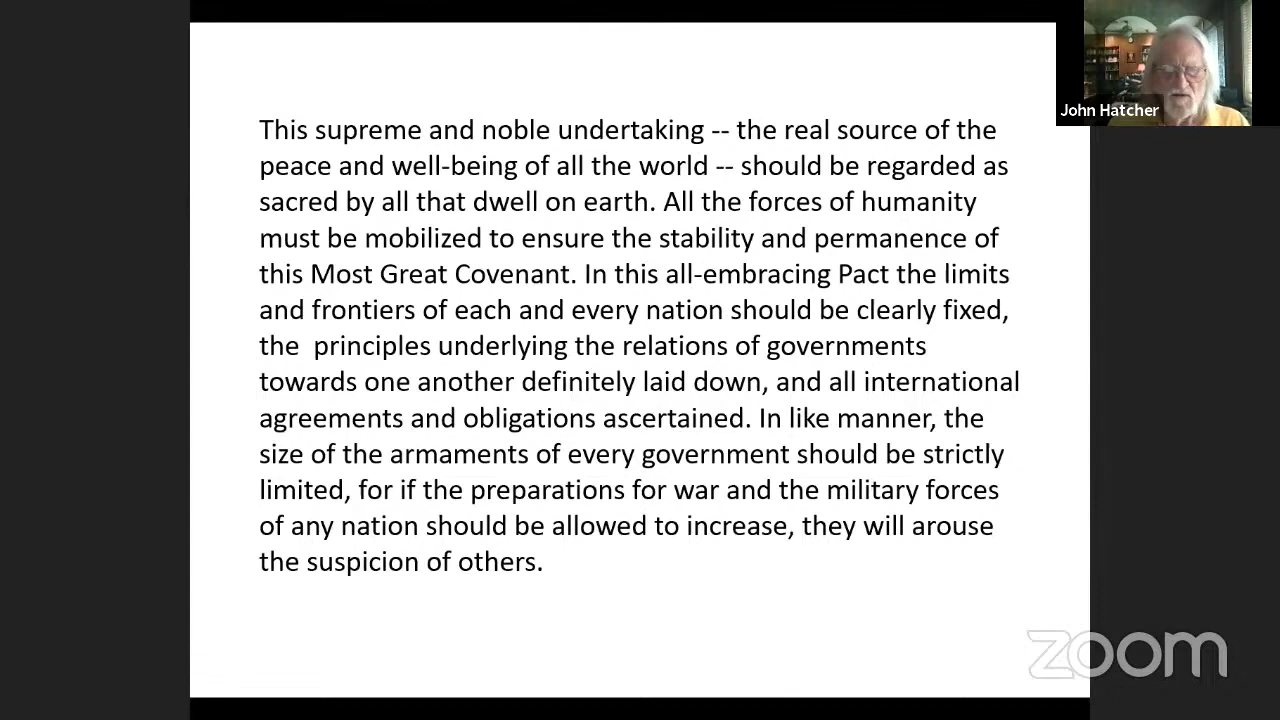 This supreme and noble undertaking -- the real source of the
peace and well-being of all the world -- should be regarded as
sacred by all that dwell on earth. All the forces of humanity
must be mobilized to ensure the stability and permanence of
this Most Great Covenant. In this all-embracing Pact the limits
and frontiers of each and every nation should be clearly fixed,
the  principles underlying the relations of governments
towards one another definitely laid down, and all international
agreements and obligations ascertained. In like manner, the
size of the armaments of every government should be strictly
limited, for if the preparations for war and the military forces
of any nation should be allowed to increase, they will arouse
the suspicion of others.
John Hatcher
zoom